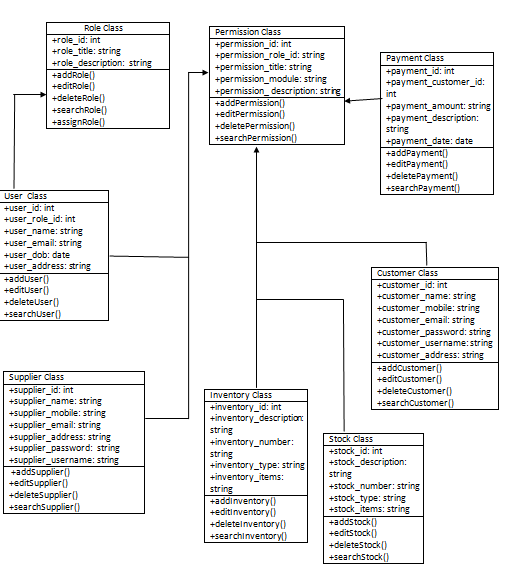 Role Class
+role_id: int
+role_title: string
+role_description: string
+addRole()
+editRole()
+deleteRole()
+searchRole()
+assignRole()
Permission Class
+permission_id: int
+permission_role_id: string
+permission_title: string
+permission_module: string
+permission_description: string
+addPermission()
+editPermission()
+deletePermission()
+searchPermission()
Payment Class
+payment_id: int
+payment_customer_id:
int
+payment_amount: string
+payment_description:
string
+payment_date: date
+addPayment()
+editPayment()
+deletePayment()
+searchPayment()
User Class
+user_id: int
+user_role_id: int
+user_name: string
+user_email: string
+user_dob: date
+user_address: string
+addUser()
+editUser()
+deleteUser()
+searchUser()
Customer Class
+customer_id: int
+customer_name: string
+customer_mobile: string
+customer_email: string
+customer_password: string
+customer_username:string
+customer_address: string
+addCustomer()
+editCustomer()
+deleteCustomer()
+searchCustomer()
Supplier Class
+supplier_id: int
+supplier_name: string
+supplier_mobile: string
+supplier_email: string
+supplier_address: string
+supplier_password: string
+supplier_username: string
+addSupplier()
+editSupplier()
+deleteSupplier()
+searchSupplier()
Inventory Class
+inventory_id: int
+inventory_description:
string
+inventory_number:
string
+inventory_type: string
+inventory_items:
string
+addInventory()
+editInventory()
+deleteInventory()
+searchInventory()
Stock Class
+stock_id: int
+stock_description:
string
+stock_number: string
+stock_type: string
+stock_items: string
+addStock()
+editStock()
+deleteStock()
+searchStock()